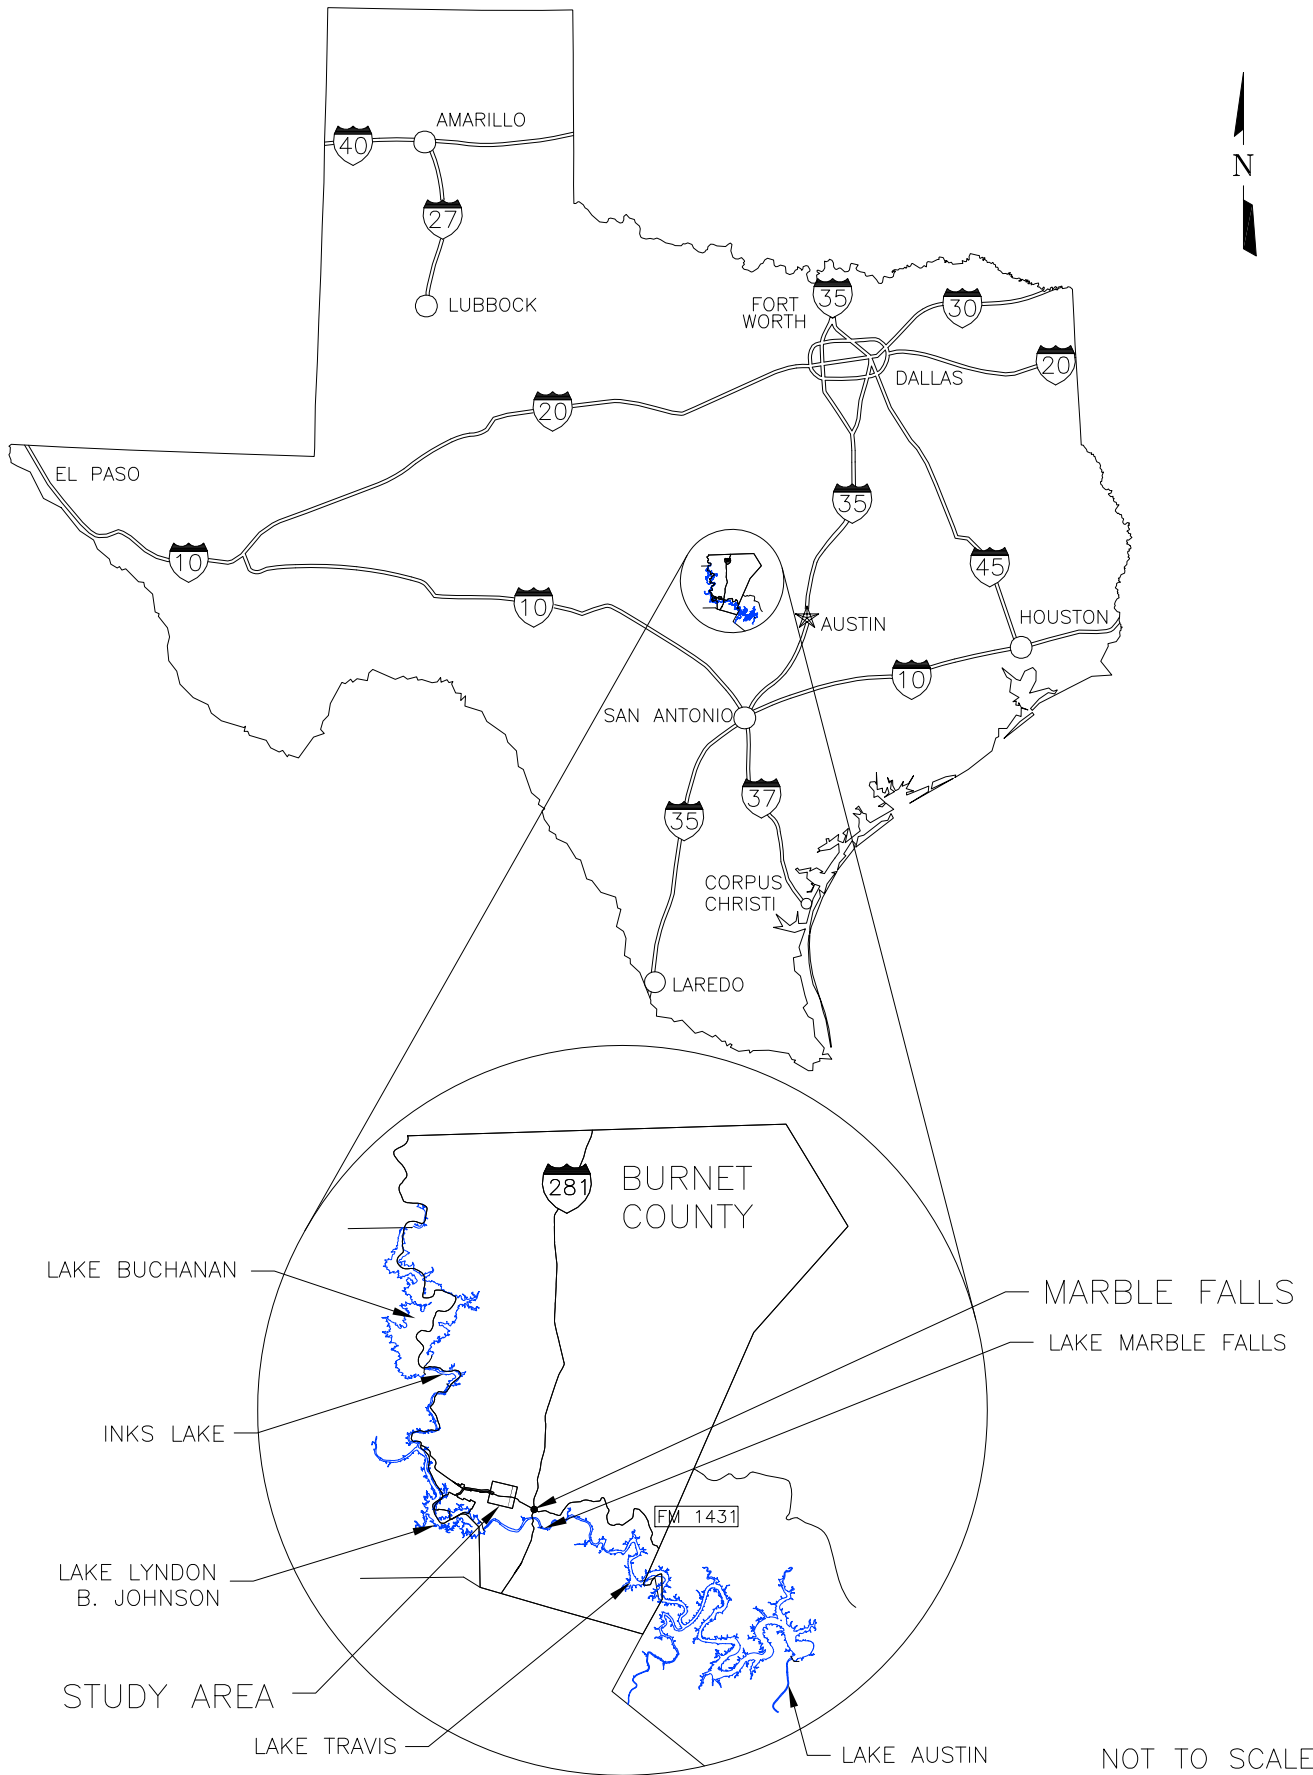 AMARILLO
40
N
27
LUBBOCK
35
FORT
WORTH
30
DALLAS
20
20
EL PASO
35
10
45
10
HOUSTON
AUSTIN
10
SAN ANTONIO
37
35
CORPUS
CHRISTI
LAREDO
281
BURNET
COUNTY
LAKE BUCHANAN
MARBLE FALLS
LAKE MARBLE FALLS
INKS LAKE
FM 1431
LAKE LYNDON
B. JOHNSON
STUDY AREA
LAKE TRAVIS
LAKE AUSTIN
NOT TO SCALE